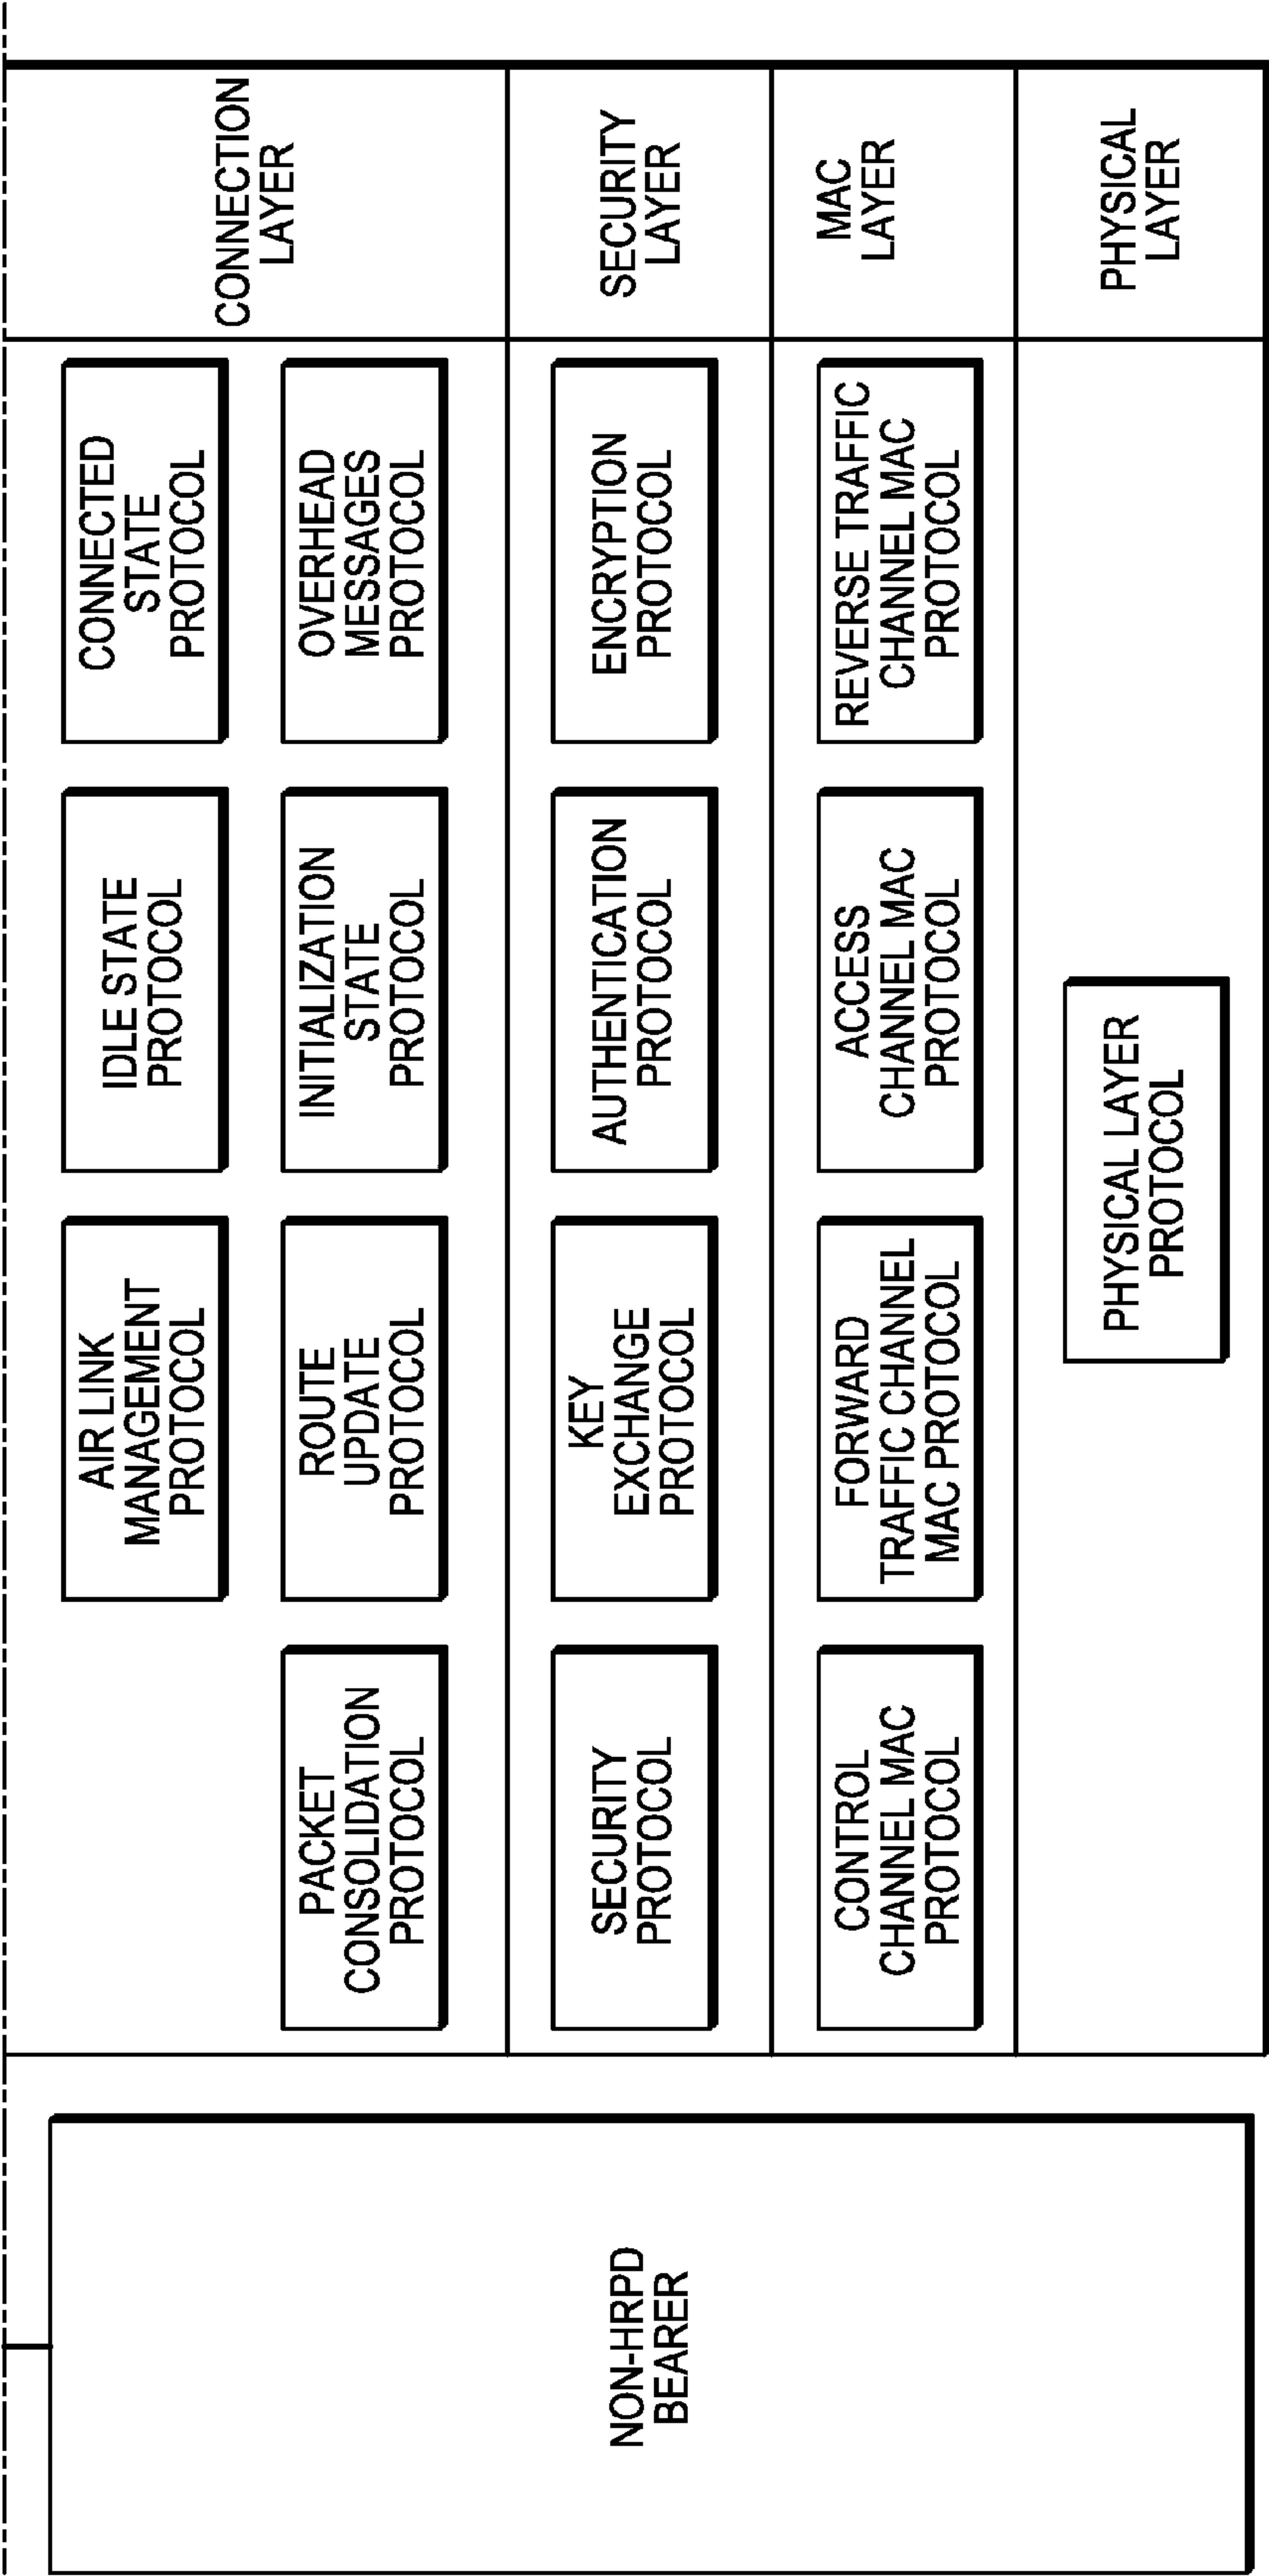 AIR LINK
MANAGEMENT
PROTOCOL
IDLE STATE
PROTOCOL
CONNECTED
STATE
PROTOCOL
CONNECTION
LAYER
PACKET
CONSOLIDATION
PROTOCOL
ROUTE
UPDATE
PROTOCOL
INITIALIZATION
STATE
PROTOCOL
OVERHEAD
MESSAGES
PROTOCOL
NON-HRPD
BEARER
SECURITY
PROTOCOL
KEY
EXCHANGE
PROTOCOL
AUTHENTICATION
PROTOCOL
ENCRYPTION
PROTOCOL
SECURITY
LAYER
CONTROL
CHANNEL MAC
PROTOCOL
FORWARD
TRAFFIC CHANNEL
MAC PROTOCOL
ACCESS
CHANNEL MAC
PROTOCOL
REVERSE TRAFFIC
CHANNEL MAC
PROTOCOL
MAC
LAYER
PHYSICAL LAYER
PROTOCOL
PHYSICAL
LAYER